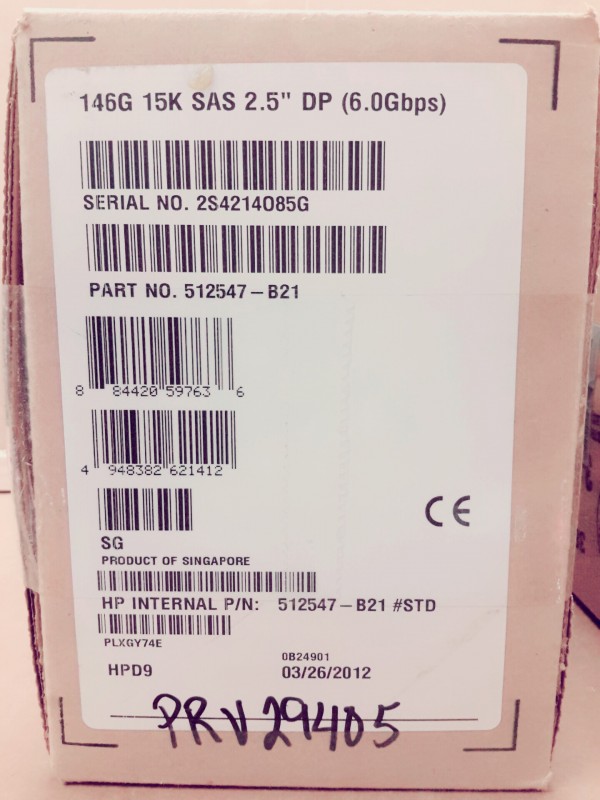 146G 15K SAS 2.5" DP (6.0Gbps)
SERIAL NO. 2S4214085G
PART NO. 512547-B21
8 84420 59763 6
4 948382 621412
CE
SG
PRODUCT OF SINGAPORE
HP INTERNAL P/N: 512547-B21 #STD
PLXGY74E
0B24901
HPD9 03/26/2012
PRV29405